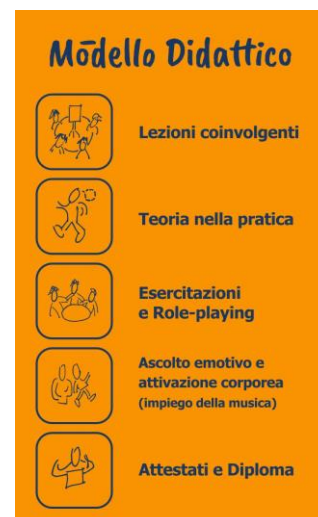 Modello Didattico
Lezioni coinvolgenti
Teoria nella pratica
Esercitazioni
e Role-playing
Ascolto emotivo e
attivazione corporea
(impiego della musica)
Attestati e Diploma